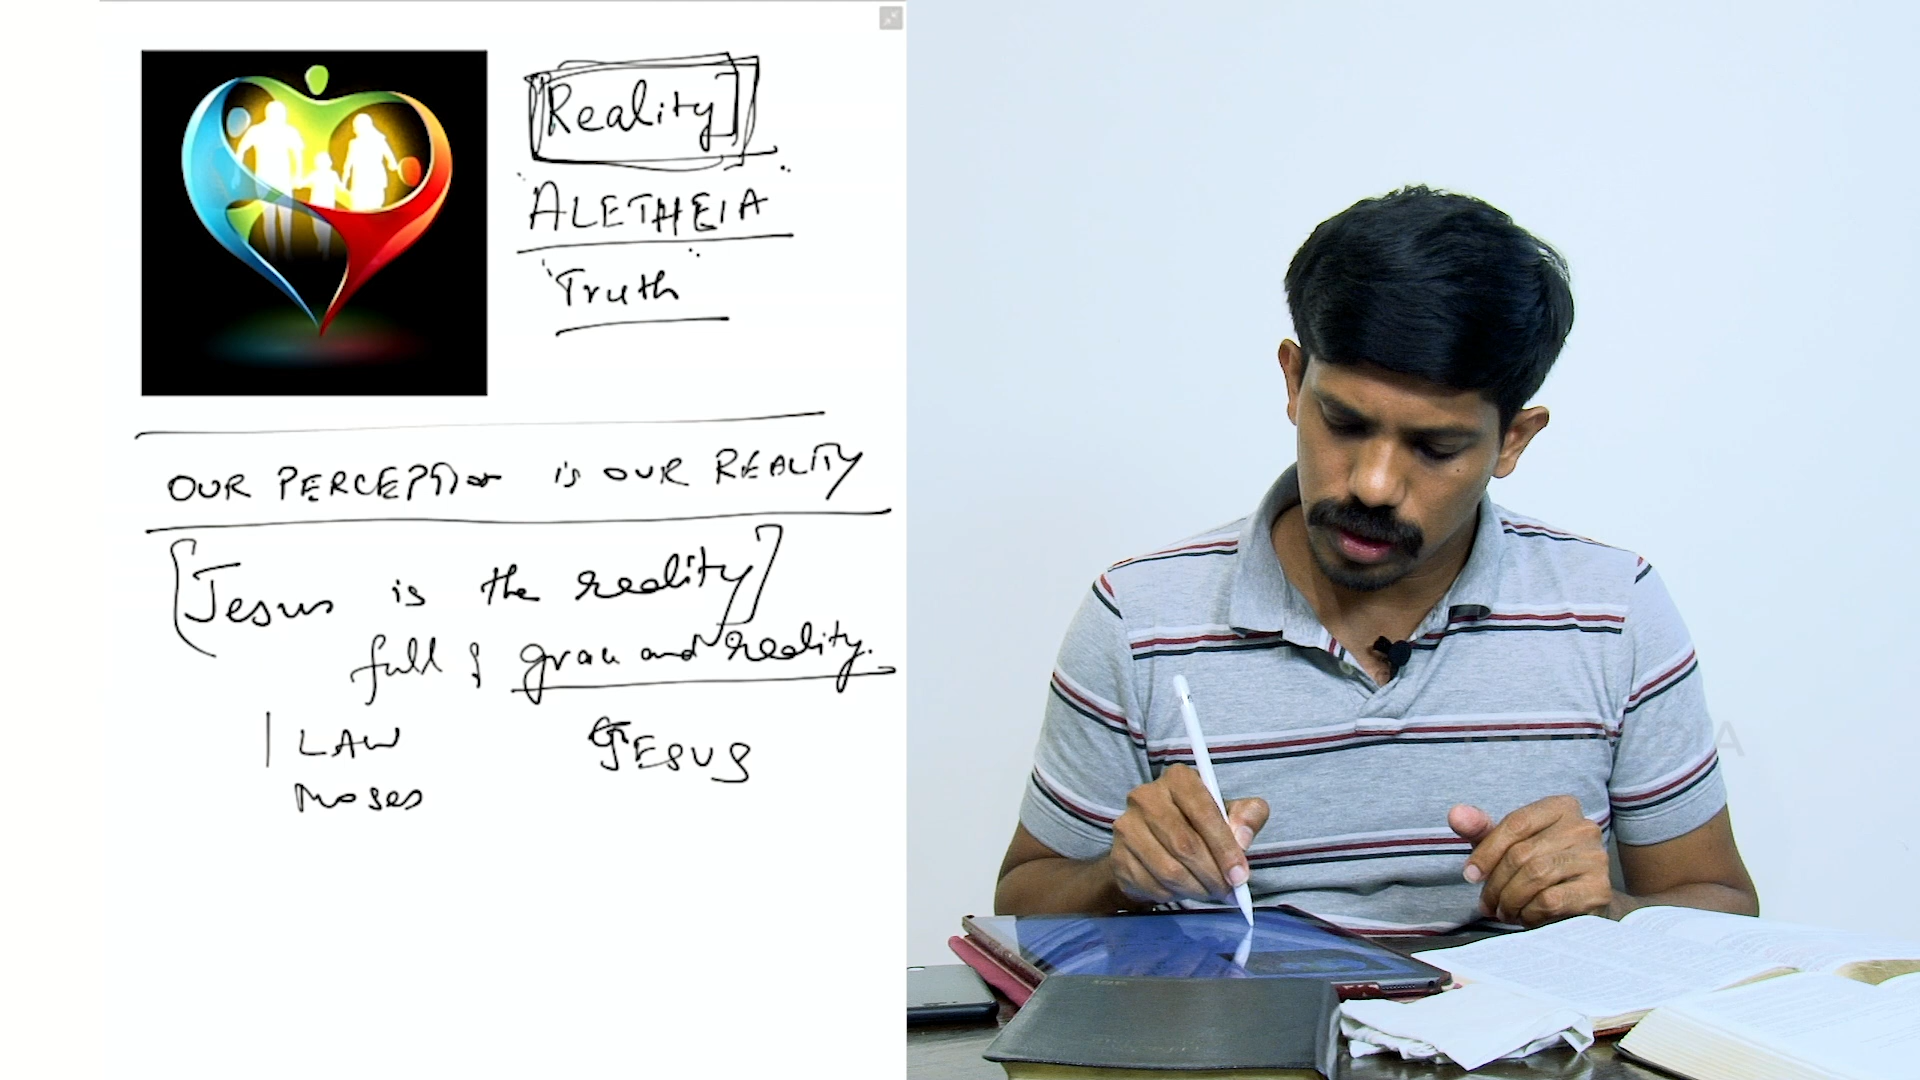 Reality
ALETHEIA
Truth
OUR PERCEPTION is OUR REALITY
Jesus is the reality
full of grace and reality.
LAW
Moses
JESUS